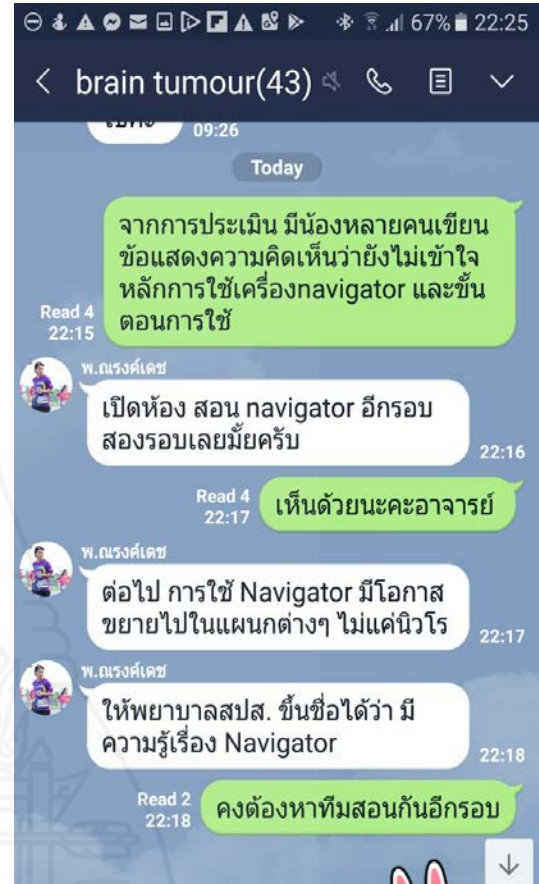 67% 22:25
brain tumour(43)
09:26
Today
จากการประเมิน มีน้องหลายคนเขียน
ข้อแสดงความคิดเห็นว่ายังไม่เข้าใจ
หลักการใช้เครื่องnavigator และขั้น
ตอนการใช้
Read 4
22:15
พ.ณรงค์เดช
เปิดห้อง สอน navigator อีกรอบ
สองรอบเลยมั้ยครับ
22:16
Read 4
22:17
เห็นด้วยนะคะอาจารย์
พ.ณรงค์เดช
ต่อไป การใช้ Navigator มีโอกาส
ขยายไปในแผนกต่างๆ ไม่แค่นิวโร
22:17
พ.ณรงค์เดช
ให้พยาบาลสปส. ขึ้นชื่อได้ว่า มี
ความรู้เรื่อง Navigator
22:18
Read 2
22:18
คงต้องหาทีมสอนกันอีกรอบ